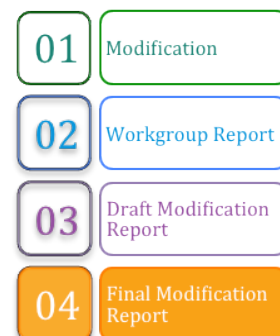 01
Modification
02
Workgroup Report
03
Draft Modification
Report
04
Final Modification
Report